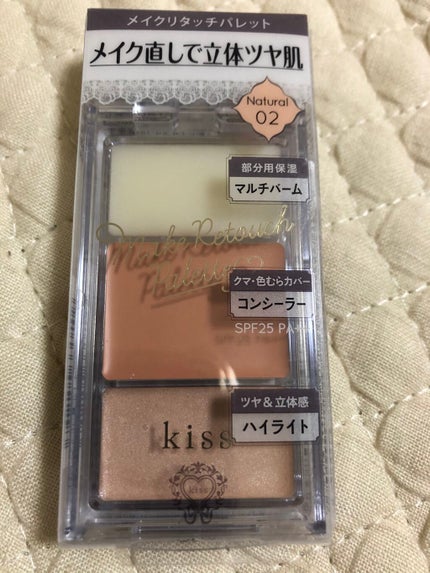 メイクリタッチパレット
メイク直しで立体ツヤ肌
Natural
02
部分用保湿
マルチバーム
Make Retouch
Palette
クマ・色むらカバー
コンシーラー
SPF25 PA++
ツヤ&立体感
ハイライト
kiss
kiss